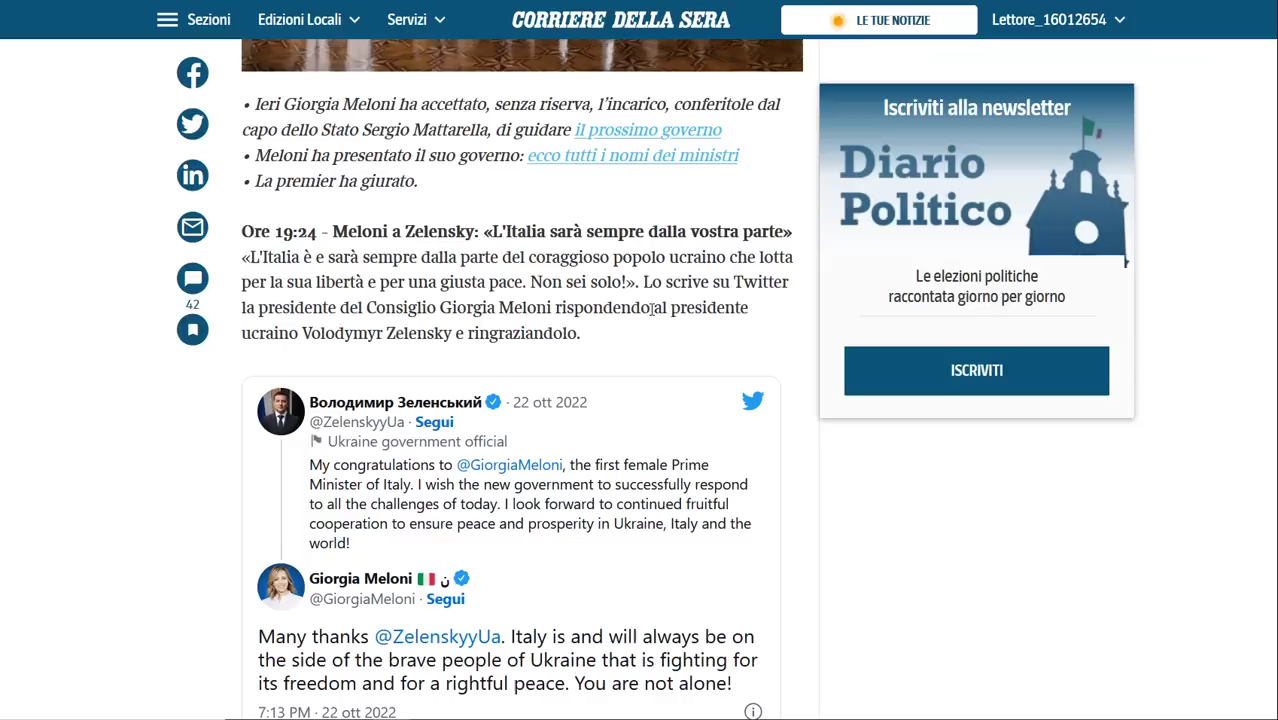 Sezioni
Edizioni Locali
Servizi
CORRIERE DELLA SERA
LE TUE NOTIZIE
Lettore_16012654
• Ieri Giorgia Meloni ha accettato, senza riserva, l'incarico, conferitole dal
capo dello Stato Sergio Mattarella, di guidare il prossimo governo
• Meloni ha presentato il suo governo: ecco tutti i nomi dei ministri
• La premier ha giurato.
Ore 19:24 - Meloni a Zelensky: «L'Italia sarà sempre dalla vostra parte»
«L'Italia è e sarà sempre dalla parte del coraggioso popolo ucraino che lotta
per la sua libertà e per una giusta pace. Non sei solo!». Lo scrive su Twitter
la presidente del Consiglio Giorgia Meloni rispondendo al presidente
ucraino Volodymyr Zelensky e ringraziandolo.
42
Володимир Зеленський · 22 ott 2022
@ZelenskyyUa · Segui
Ukraine government official
My congratulations to @GiorgiaMeloni, the first female Prime
Minister of Italy. I wish the new government to successfully respond
to all the challenges of today. I look forward to continued fruitful
cooperation to ensure peace and prosperity in Ukraine, Italy and the
world!
Giorgia Meloni 🇮🇹 ن
@GiorgiaMeloni · Segui
Many thanks @ZelenskyyUa. Italy is and will always be on
the side of the brave people of Ukraine that is fighting for
its freedom and for a rightful peace. You are not alone!
7:13 PM · 22 ott 2022
Iscriviti alla newsletter
Diario
Politico
Le elezioni politiche
raccontata giorno per giorno
ISCRIVITI